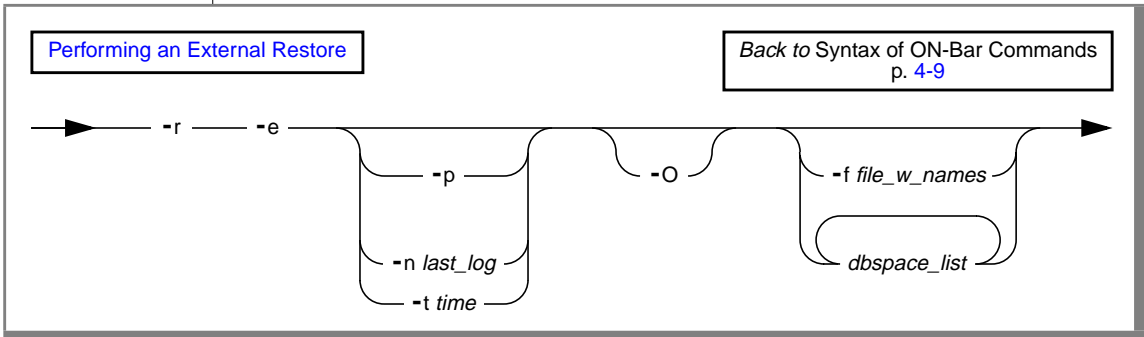 Performing an External Restore
Back to Syntax of ON-Bar Commands
p. 4-9
-r -e
-p
-n last_log
-t time
-O
-f file_w_names
dbspace_list